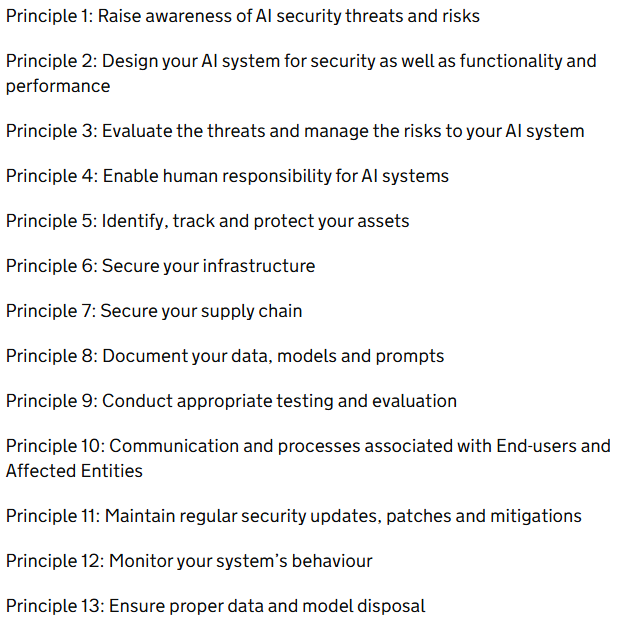 Principle 1: Raise awareness of AI security threats and risks
Principle 2: Design your AI system for security as well as functionality and
performance
Principle 3: Evaluate the threats and manage the risks to your AI system
Principle 4: Enable human responsibility for AI systems
Principle 5: Identify, track and protect your assets
Principle 6: Secure your infrastructure
Principle 7: Secure your supply chain
Principle 8: Document your data, models and prompts
Principle 9: Conduct appropriate testing and evaluation
Principle 10: Communication and processes associated with End-users and
Affected Entities
Principle 11: Maintain regular security updates, patches and mitigations
Principle 12: Monitor your system’s behaviour
Principle 13: Ensure proper data and model disposal